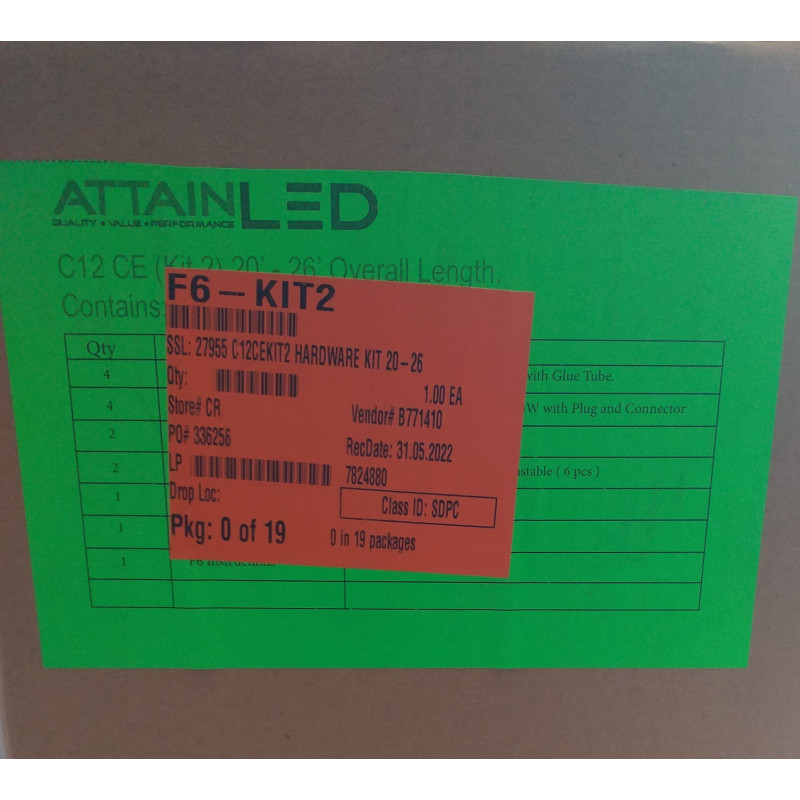 ATTAINLED
QUALITY • VALUE • PERFORMANCE
C12 CE (Kit 2) 20' - 26' Overall Length.
Contains:
F6 – KIT2
SSL: 27955 C12CEKIT2 HARDWARE KIT 20-26
Qty: 1.00 EA
Store# CR Vendor# B771410
PO# 336256 RecDate: 31.05.2022
LP 7824880
Drop Loc: Class ID: SDPC
Pkg: 0 of 19 0 in 19 packages
Qty
4 with Glue Tube.
4 W with Plug and Connector
2
2 ustable ( 6 pcs )
1
1
1 F6 Instructions